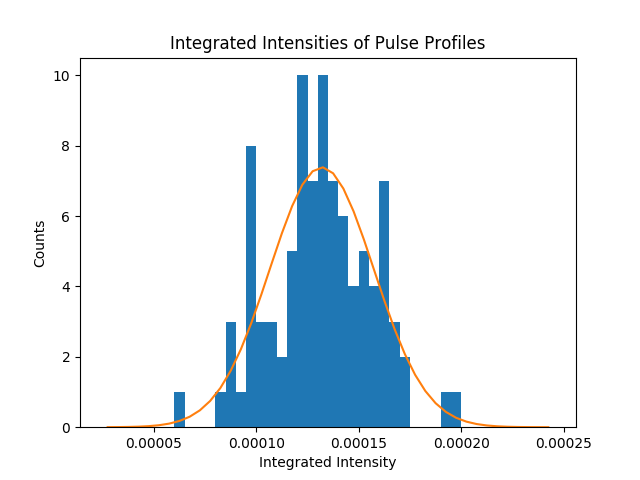 Integrated Intensities of Pulse Profiles
10
8
6
4
2
0
Counts
0.00005 0.00010 0.00015 0.00020 0.00025
Integrated Intensity